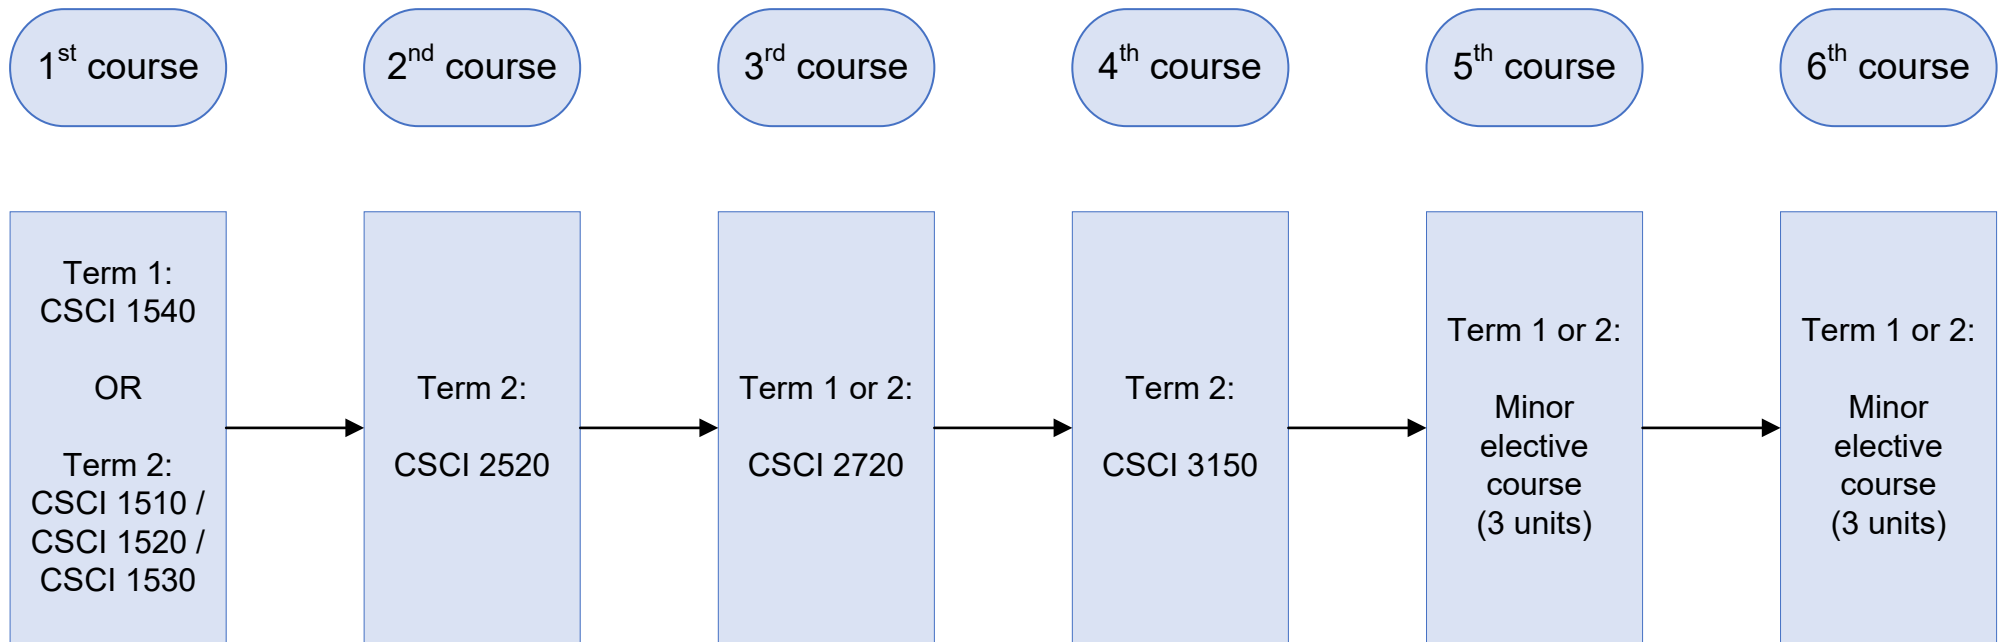 1st course
2nd course
3rd course
4th course
5th course
6th course
Term 1:
CSCI 1540
OR
Term 2:
CSCI 1510 /
CSCI 1520 /
CSCI 1530
Term 2:
CSCI 2520
Term 1 or 2:
CSCI 2720
Term 2:
CSCI 3150
Term 1 or 2:
Minor
elective
course
(3 units)
Term 1 or 2:
Minor
elective
course
(3 units)